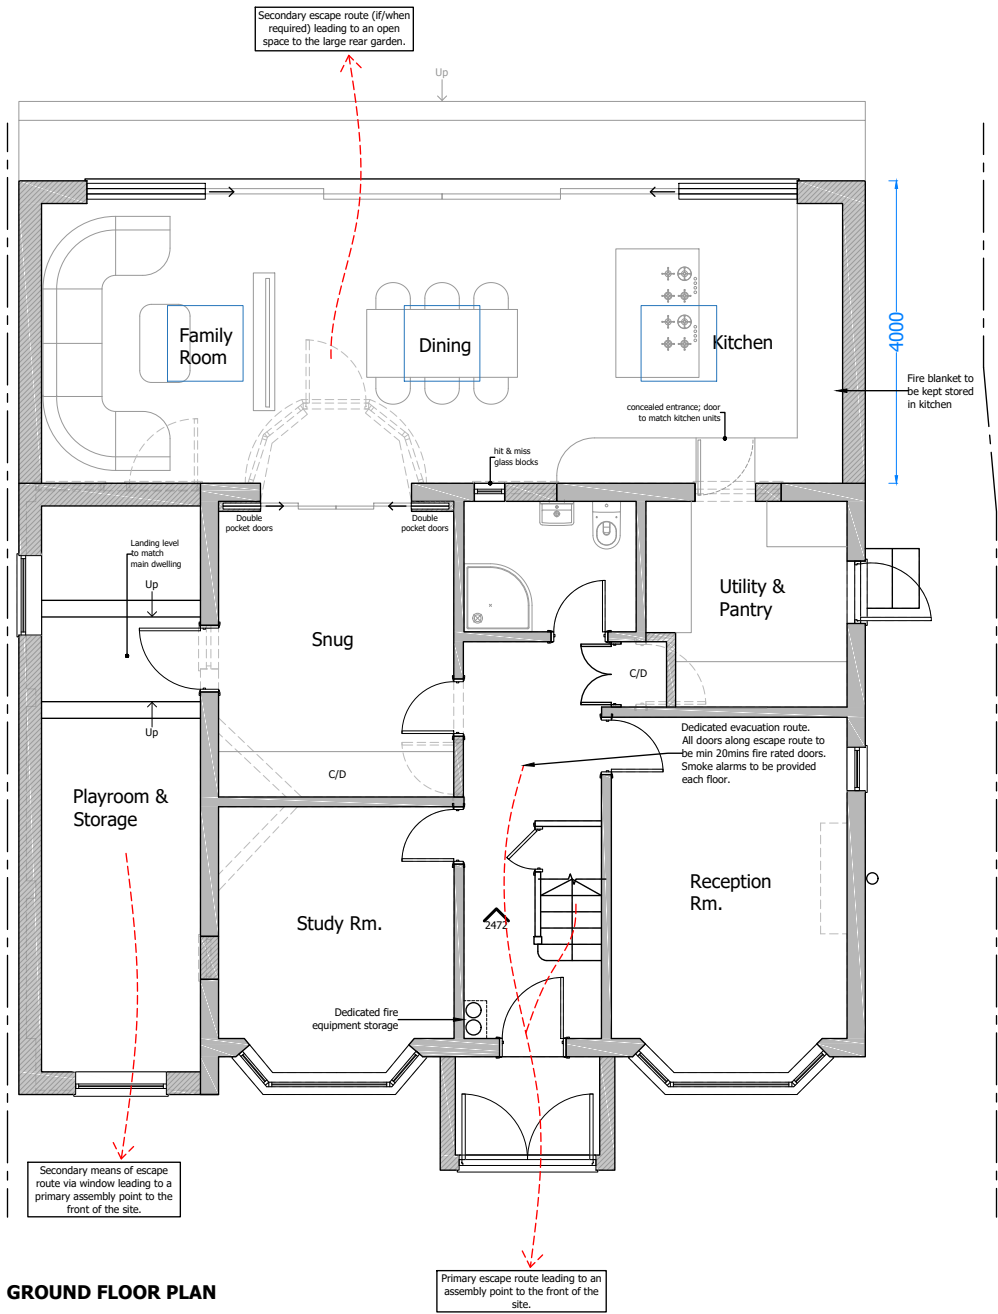 Secondary escape route (if/when
required) leading to an open
space to the large rear garden.
Up
Family
Room
Dining
Kitchen
4000
Fire blanket to
be kept stored
in kitchen
concealed entrance; door
to match kitchen units
hit & miss
glass blocks
Double
pocket doors
Double
pocket doors
Landing level
to match
main dwelling
Up
Snug
Utility &
Pantry
C/D
Up
Dedicated evacuation route.
All doors along escape route to
be min 20mins fire rated doors.
Smoke alarms to be provided
each floor.
C/D
Playroom &
Storage
Reception
Rm.
Study Rm.
2472
Dedicated fire
equipment storage
Secondary means of escape
route via window leading to a
primary assembly point to the
front of the site.
Primary escape route leading to an
assembly point to the front of the
site.
GROUND FLOOR PLAN